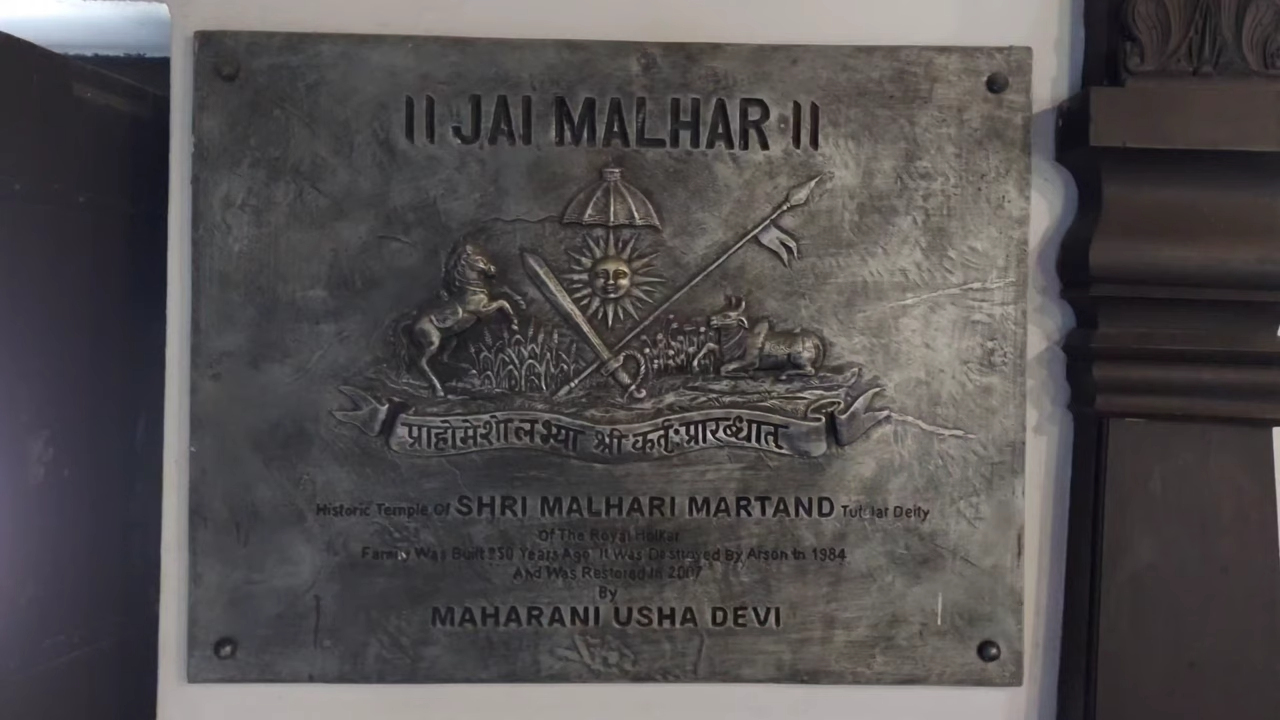 II JAI MALHAR II
प्राहोमेशो लभ्या श्री कर्तुः प्रारब्धात्
Historic Temple Of SHRI MALHARI MARTAND Tutular Deity
Of The Royal Holkar
Family Was Built 250 Years Ago. It Was Destroyed By Arson In 1984
And Was Restored In 2007
By
MAHARANI USHA DEVI